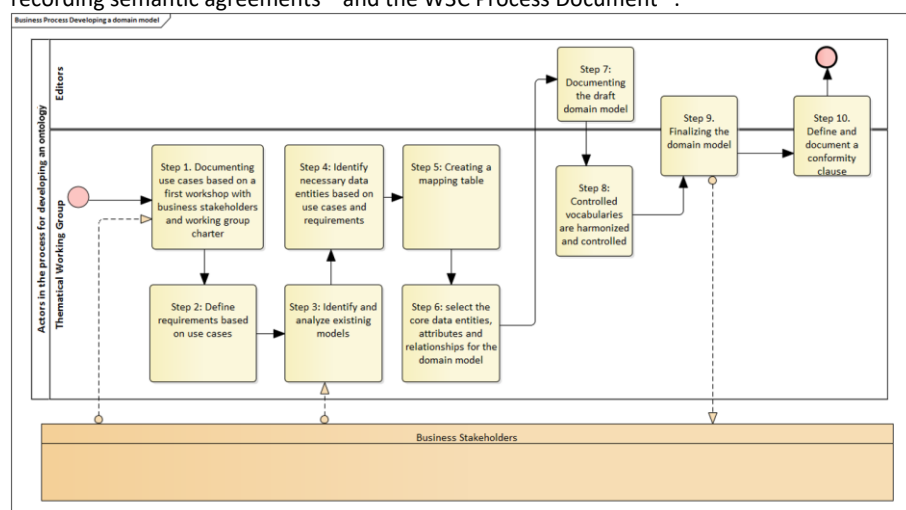 recording semantic agreements and the W3C Process Document .
Business Process Developing a domain model
Actors in the process for developing an ontology
Editors
Thematical Working Group
Step 1. Documenting
use cases based on a
first workshop with
business stakeholders
and working group
charter
Step 2: Define
requirements based
on use cases
Step 3: Identify and
analyze existinig
models
Step 4: Identify
necessary data
entities based on
use cases and
requirements
Step 5: Creating a
mapping table
Step 6: select the
core data entities,
attributes and
relationships for the
domain model
Step 7:
Documenting
the draft
domain model
Step 8:
Controlled
vocabularies
are harmonized
and controlled
Step 9.
Finalizing the
domain model
Step 10.
Define and
document a
conformity
clause
Business Stakeholders